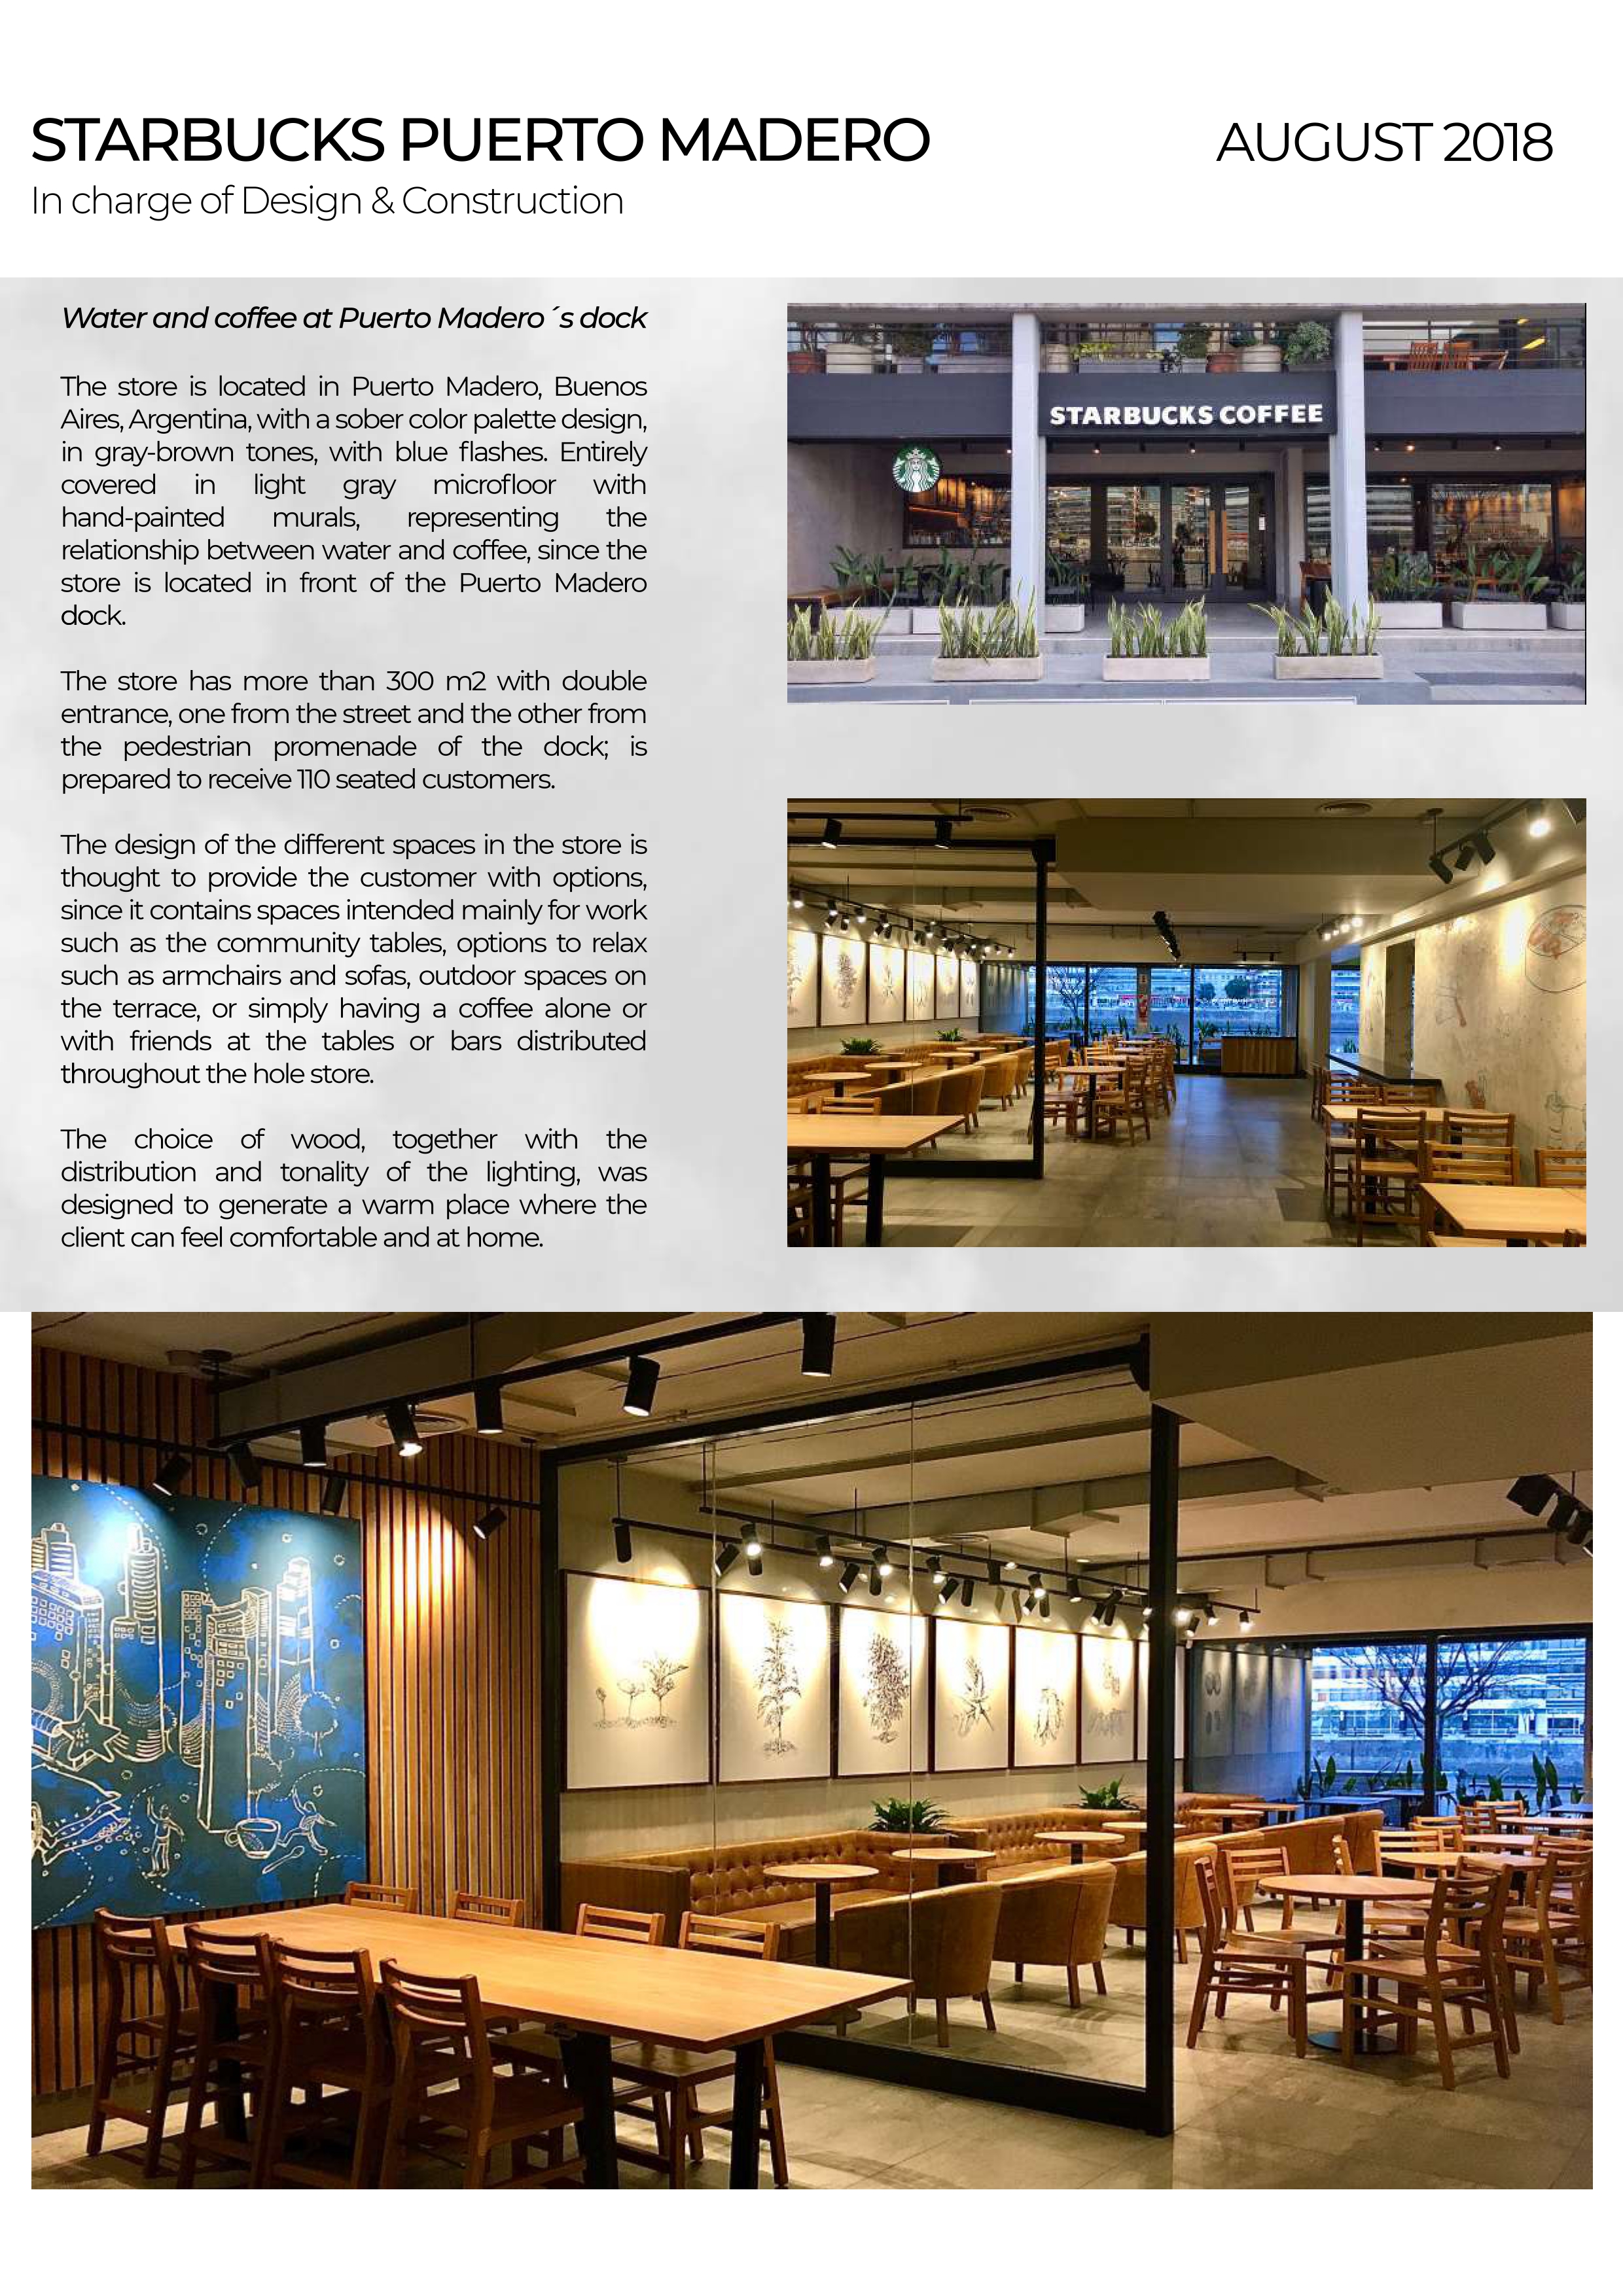 STARBUCKS PUERTO MADERO
AUGUST 2018
In charge of Design & Construction
Water and coffee at Puerto Madero ´s dock
The store is located in Puerto Madero, Buenos
Aires, Argentina, with a sober color palette design,
in gray-brown tones, with blue flashes. Entirely
covered in light gray microfloor with
hand-painted murals, representing the
relationship between water and coffee, since the
store is located in front of the Puerto Madero
dock.
The store has more than 300 m2 with double
entrance, one from the street and the other from
the pedestrian promenade of the dock; is
prepared to receive 110 seated customers.
The design of the different spaces in the store is
thought to provide the customer with options,
since it contains spaces intended mainly for work
such as the community tables, options to relax
such as armchairs and sofas, outdoor spaces on
the terrace, or simply having a coffee alone or
with friends at the tables or bars distributed
throughout the hole store.
The choice of wood, together with the
distribution and tonality of the lighting, was
designed to generate a warm place where the
client can feel comfortable and at home.
STARBUCKS COFFEE